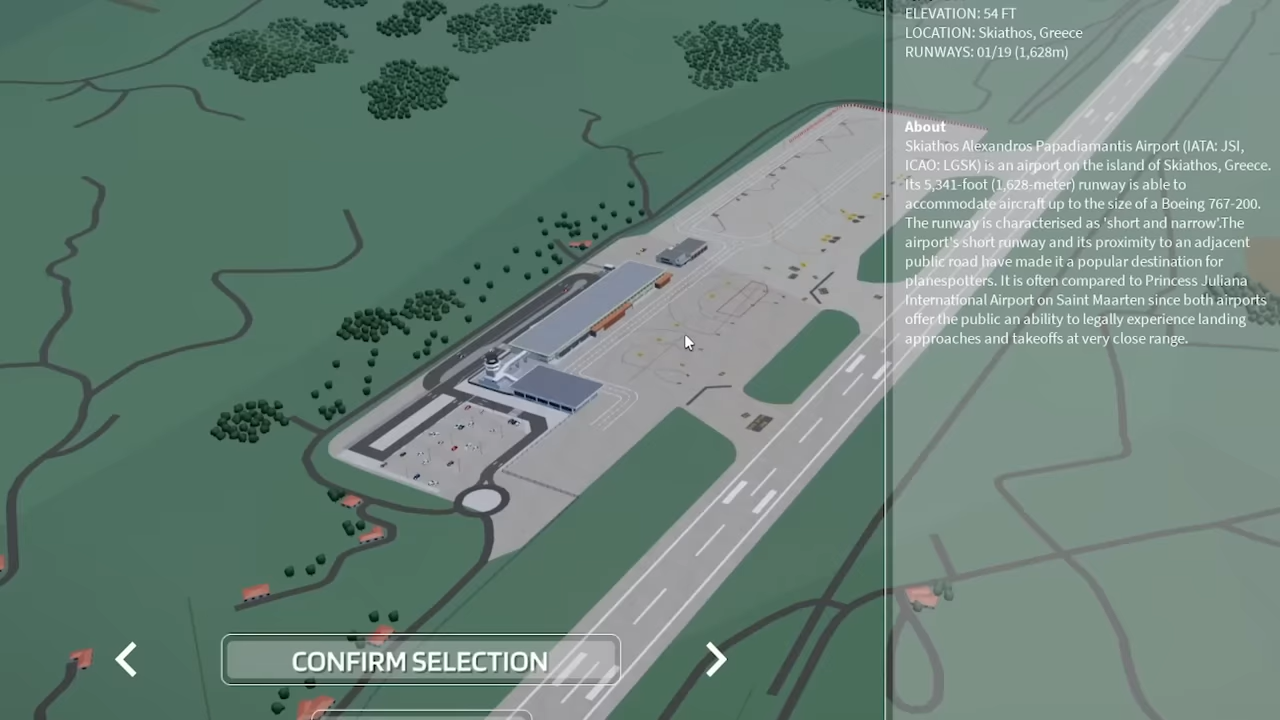 ELEVATION: 54 FT
LOCATION: Skiathos, Greece
RUNWAYS: 01/19 (1,628m)
About
Skiathos Alexandros Papadiamantis Airport (IATA: JSI,
ICAO: LGSK) is an airport on the island of Skiathos, Greece.
Its 5,341-foot (1,628-meter) runway is able to
accommodate aircraft up to the size of a Boeing 767-200.
The runway is characterised as 'short and narrow'.The
airport's short runway and its proximity to an adjacent
public road have made it a popular destination for
planespotters. It is often compared to Princess Juliana
International Airport on Saint Maarten since both airports
offer the public an ability to legally experience landing
approaches and takeoffs at very close range.
CONFIRM SELECTION